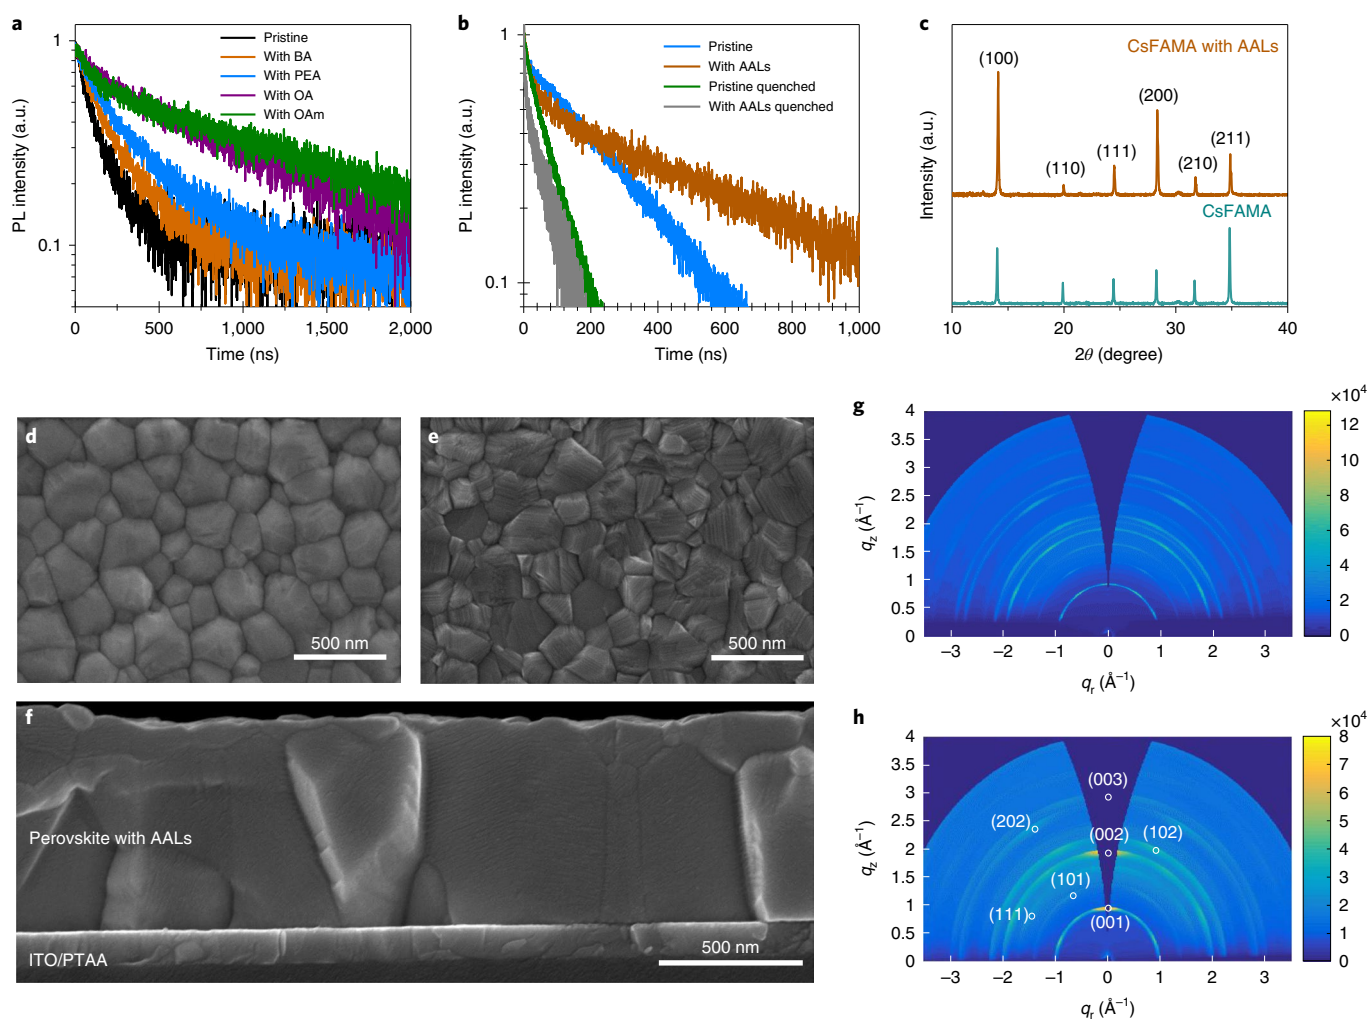 a
1
0.1
PL intensity (a.u.)
Pristine
With BA
With PEA
With OA
With OAm
0
500
1,000
1,500
2,000
Time (ns)
b
1
0.1
PL intensity (a.u.)
Pristine
With AALs
Pristine quenched
With AALs quenched
0
200
400
600
800
1,000
Time (ns)
c
Intensity (a.u.)
CsFAMA with AALs
(100)
(110)
(111)
(200)
(210)
(211)
CsFAMA
10
20
30
40
2θ (degree)
d
500 nm
e
500 nm
f
Perovskite with AALs
ITO/PTAA
500 nm
g
4
3.5
3
2.5
2
1.5
1
0.5
0
qz (Å−1)
−3
−2
−1
0
1
2
3
qr (Å−1)
×10⁴
12
10
8
6
4
2
0
h
4
3.5
3
2.5
2
1.5
1
0.5
0
qz (Å−1)
(003)
(202)
(002)
(102)
(101)
(111)
(001)
−3
−2
−1
0
1
2
3
qr (Å−1)
×10⁴
8
7
6
5
4
3
2
1
0